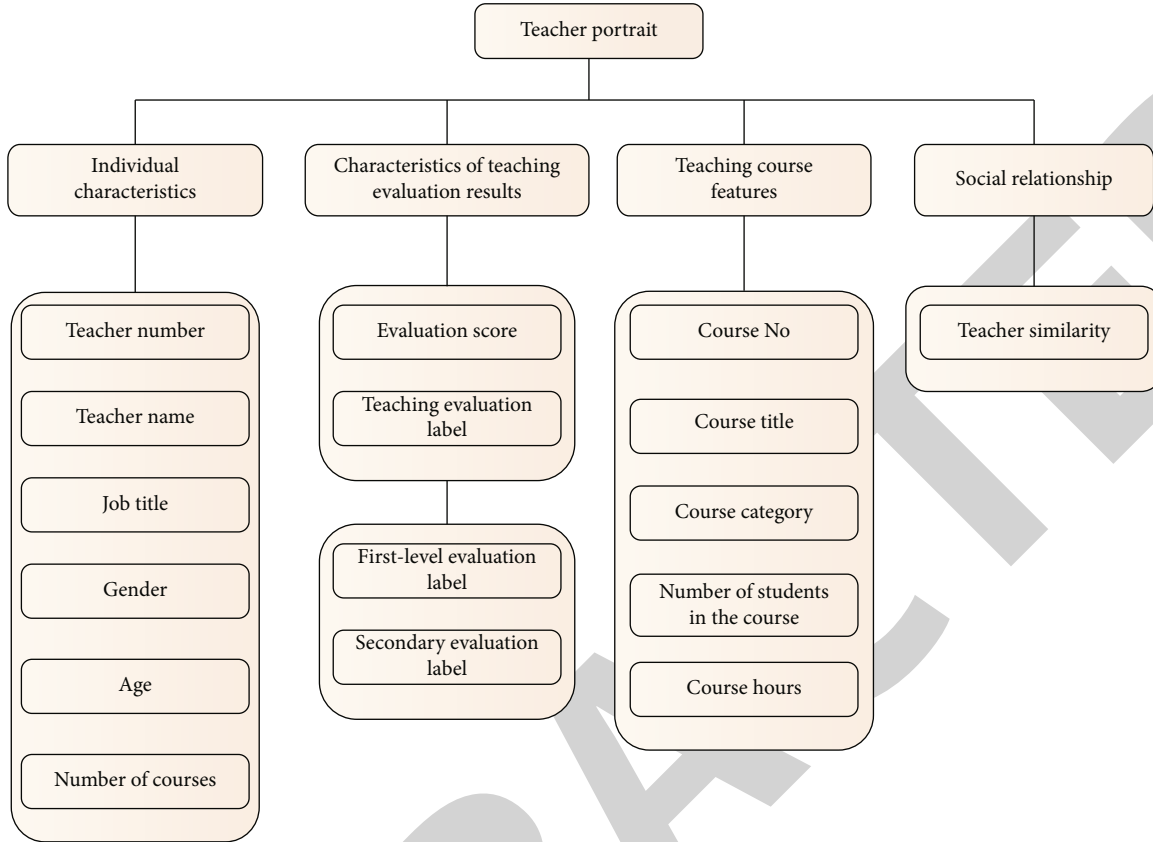 Teacher portrait
Individual
characteristics
Characteristics of teaching
evaluation results
Teaching course
features
Social relationship
Teacher number
Teacher name
Job title
Gender
Age
Number of courses
Evaluation score
Teaching evaluation
label
First-level evaluation
label
Secondary evaluation
label
Course No
Course title
Course category
Number of students
in the course
Course hours
Teacher similarity